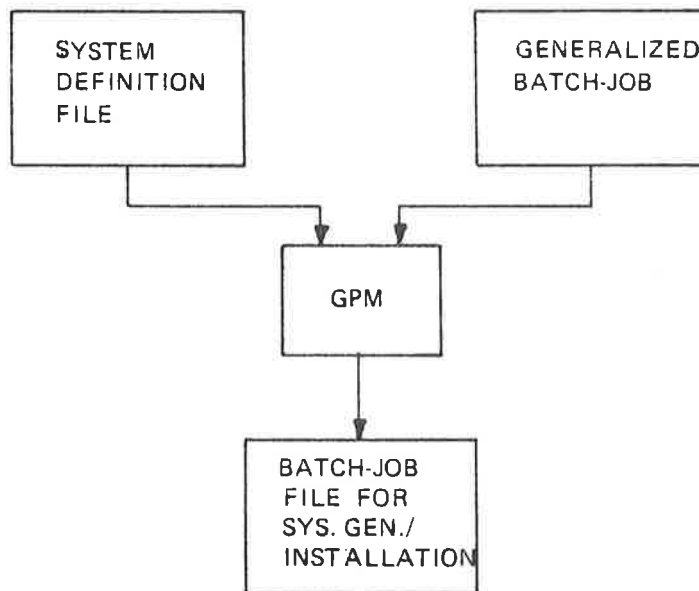 SYSTEM
DEFINITION
FILE
GENERALIZED
BATCH-JOB
GPM
BATCH-JOB
FILE FOR
SYS. GEN./
INSTALLATION